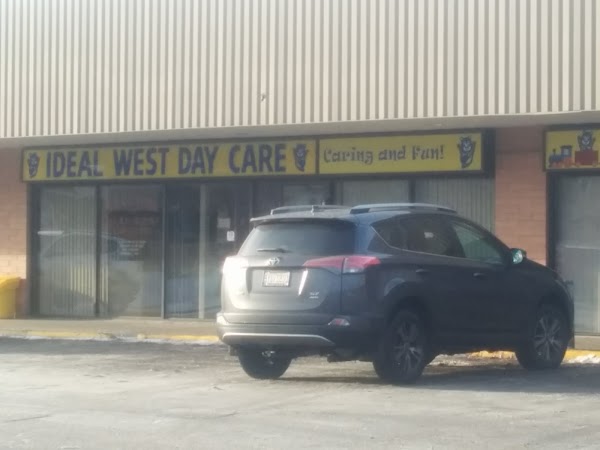 IDEAL WEST DAY CARE
Caring and Fun!